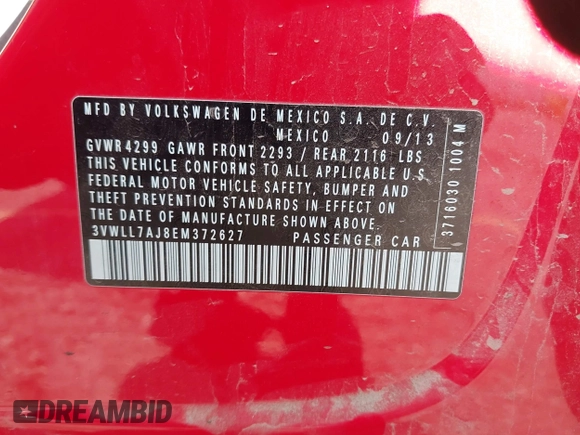 MFD BY VOLKSWAGEN DE MEXICO S.A. DE C.V.
MEXICO 09/13
GVWR 4299 GAWR FRONT 2293 / REAR 2116 LBS
THIS VEHICLE CONFORMS TO ALL APPLICABLE U.S.
FEDERAL MOTOR VEHICLE SAFETY, BUMPER AND
THEFT PREVENTION STANDARDS IN EFFECT ON
THE DATE OF MANUFACTURE SHOWN ABOVE.
3VWLL7AJ8EM372627 PASSENGER CAR
3716030 1004 M
DREAMBID